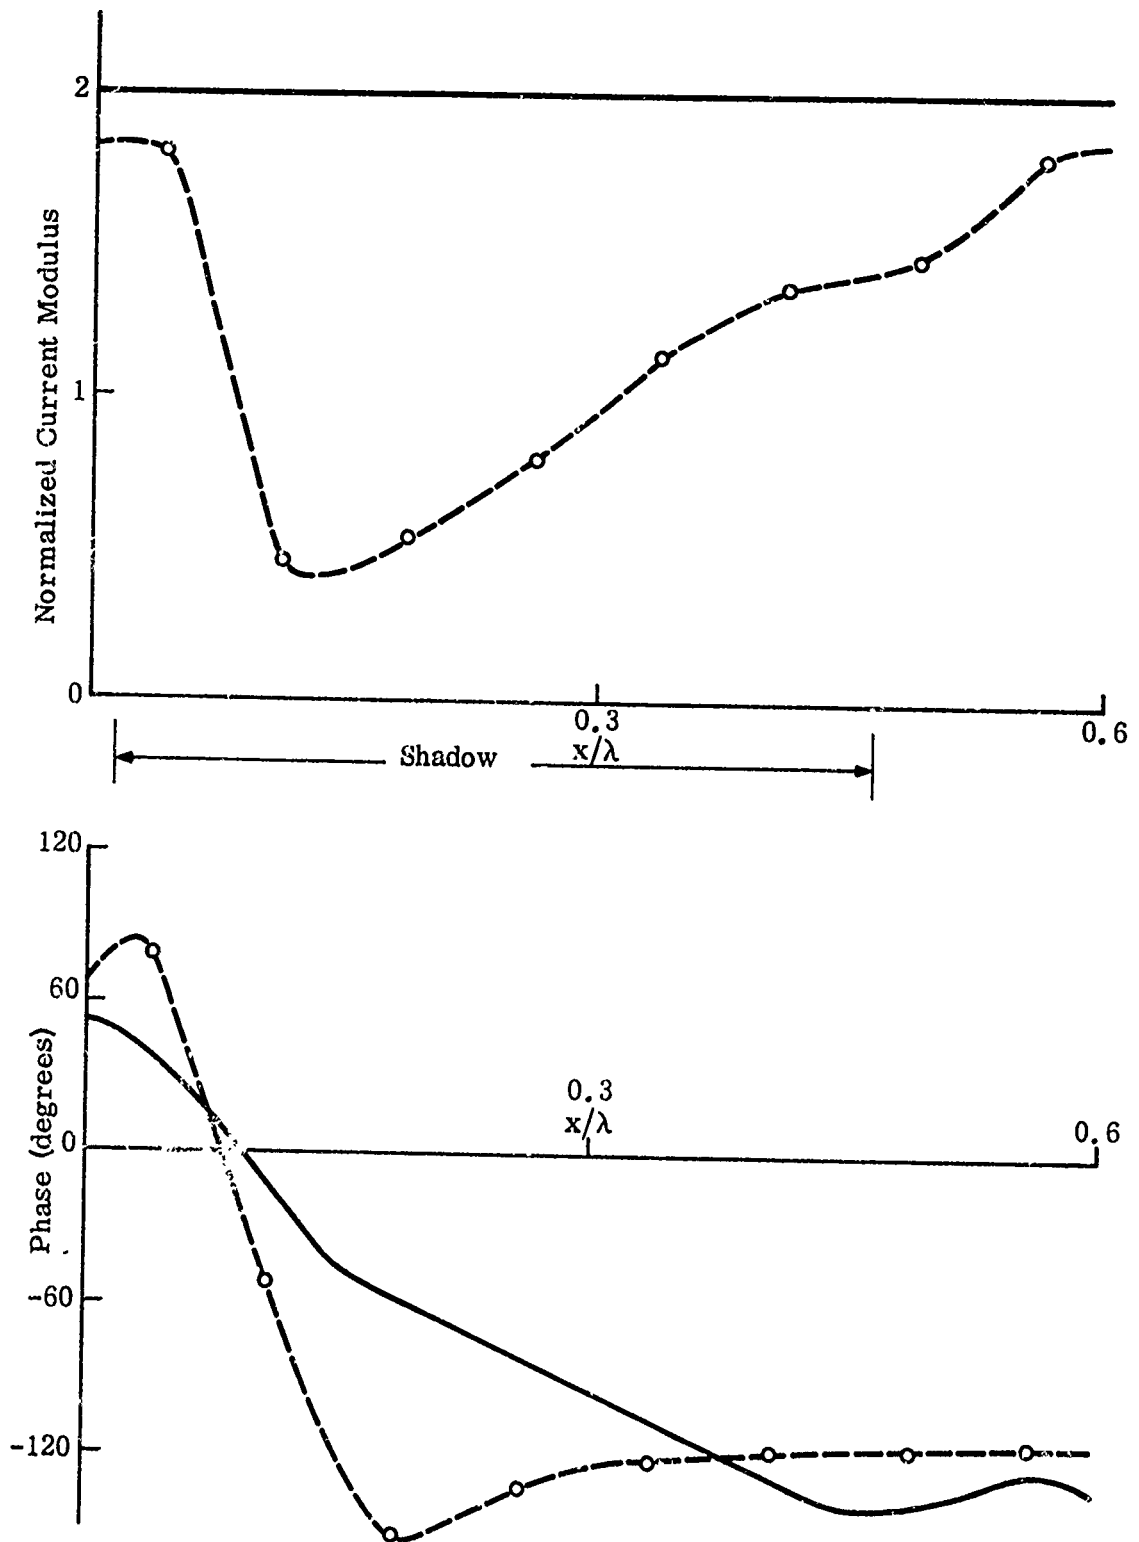 2
Normalized Current Modulus
1
0
0.3
x/λ
0.6
Shadow
120
60
Phase (degrees)
0
0.3
x/λ
0.6
-60
-120